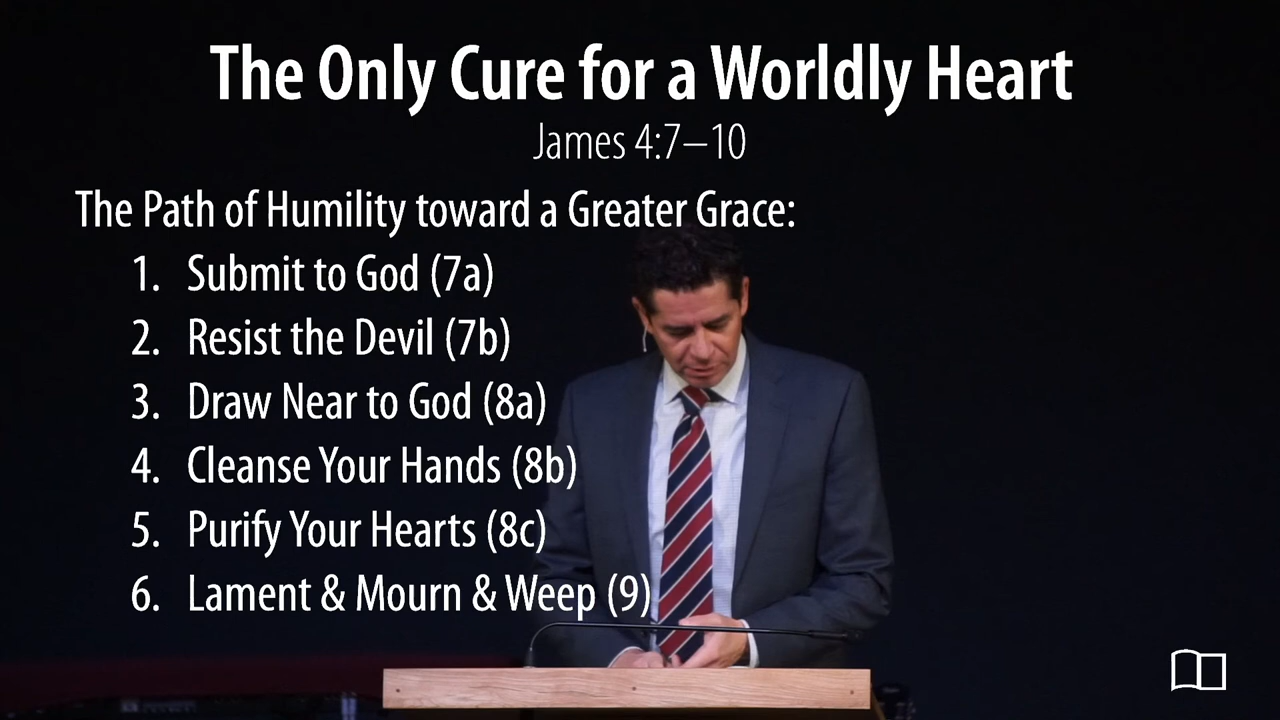 The Only Cure for a Worldly Heart
James 4:7–10
The Path of Humility toward a Greater Grace:
1. Submit to God (7a)
2. Resist the Devil (7b)
3. Draw Near to God (8a)
4. Cleanse Your Hands (8b)
5. Purify Your Hearts (8c)
6. Lament & Mourn & Weep (9)